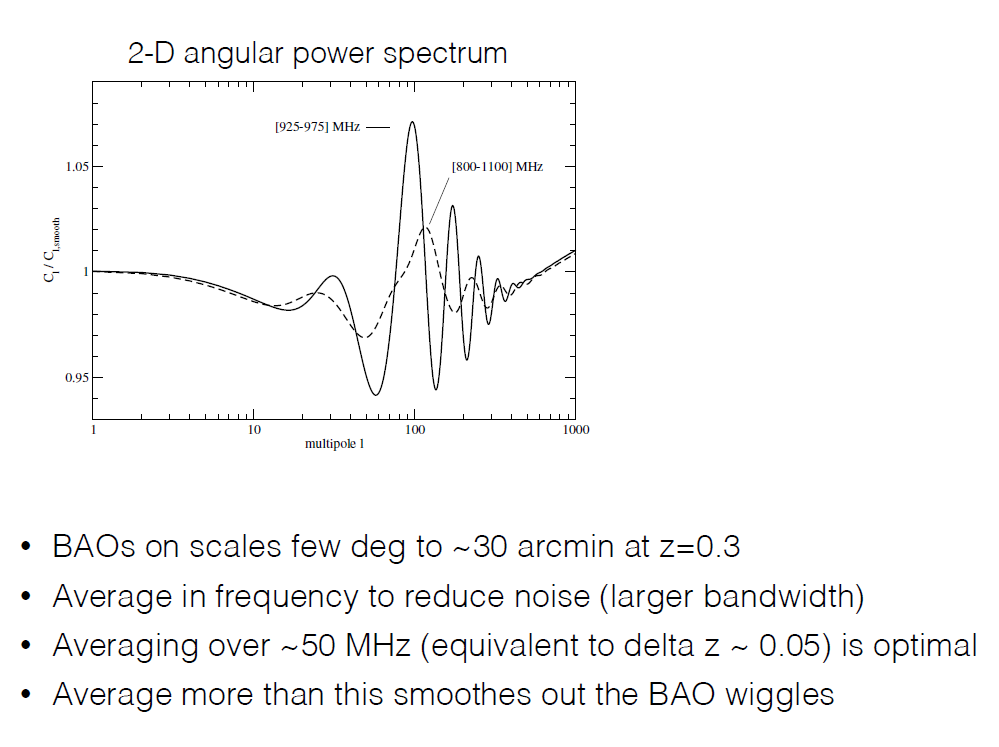 2-D angular power spectrum
[925-975] MHz
1.05
[800-1100] MHz
C_l / C_l,smooth
1
0.95
1
10
100
1000
multipole l
• BAOs on scales few deg to ~30 arcmin at z=0.3
• Average in frequency to reduce noise (larger bandwidth)
• Averaging over ~50 MHz (equivalent to delta z ~ 0.05) is optimal
• Average more than this smoothes out the BAO wiggles